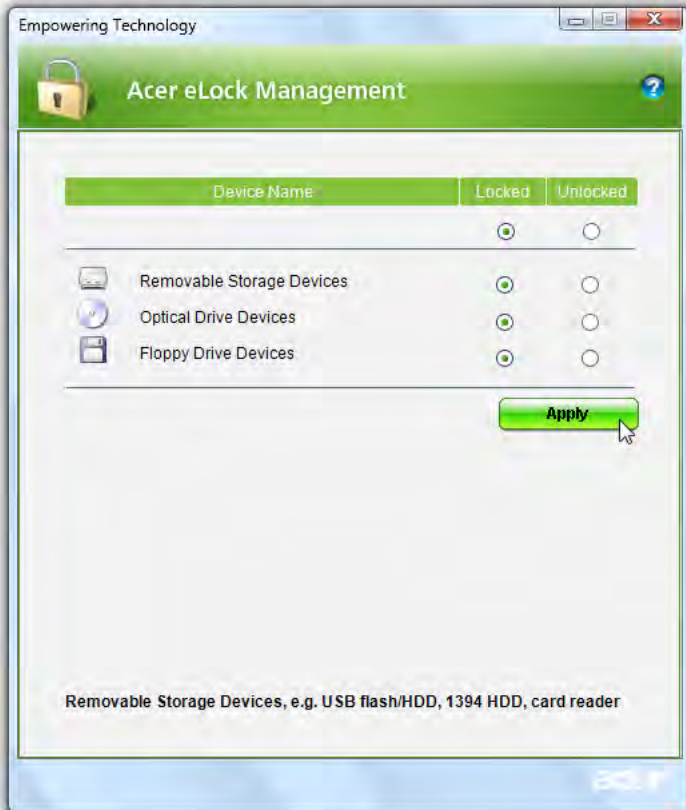 Empowering Technology
Acer eLock Management
Device Name Locked Unlocked
Removable Storage Devices
Optical Drive Devices
Floppy Drive Devices
Apply
Removable Storage Devices, e.g. USB flash/HDD, 1394 HDD, card reader
acer